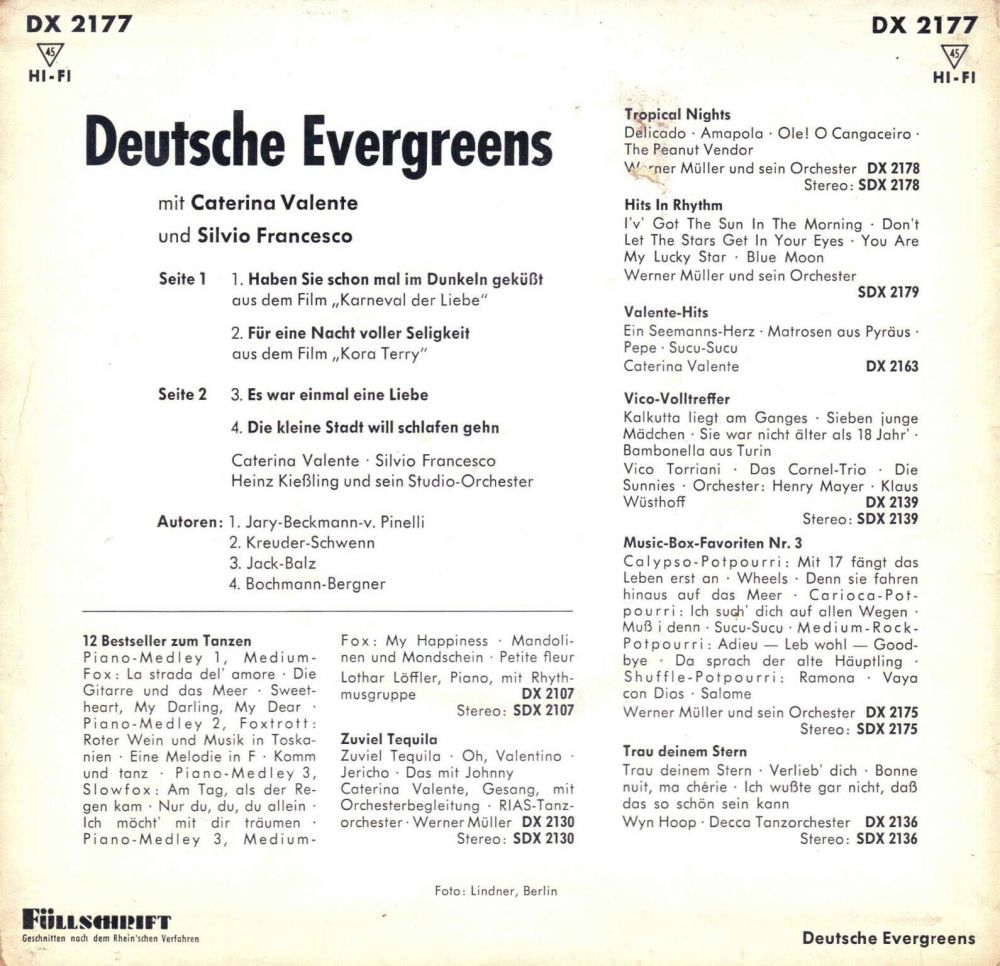 DX 2177
45
HI-FI
DX 2177
45
HI-FI
Deutsche Evergreens
mit Caterina Valente
und Silvio Francesco
Seite 1 1. Haben Sie schon mal im Dunkeln geküßt
aus dem Film „Karneval der Liebe“
2. Für eine Nacht voller Seligkeit
aus dem Film „Kora Terry“
Seite 2 3. Es war einmal eine Liebe
4. Die kleine Stadt will schlafen gehn
Caterina Valente · Silvio Francesco
Heinz Kießling und sein Studio-Orchester
Autoren: 1. Jary-Beckmann-v. Pinelli
2. Kreuder-Schwenn
3. Jack-Balz
4. Bochmann-Bergner
12 Bestseller zum Tanzen
Piano-Medley 1, Medium-
Fox: La strada del' amore · Die
Gitarre und das Meer · Sweet-
heart, My Darling, My Dear ·
Piano-Medley 2, Foxtrott:
Roter Wein und Musik in Toska-
nien · Eine Melodie in F · Komm
und tanz · Piano-Medley 3,
Slowfox: Am Tag, als der Re-
gen kam · Nur du, du, du allein ·
Ich möcht' mit dir träumen ·
Piano-Medley 3, Medium-
Fox: My Happiness · Mandoli-
nen und Mondschein · Petite fleur
Lothar Löffler, Piano, mit Rhyth-
musgruppe DX 2107
Stereo: SDX 2107
Zuviel Tequila
Zuviel Tequila · Oh, Valentino ·
Jericho · Das mit Johnny
Caterina Valente, Gesang, mit
Orchesterbegleitung · RIAS-Tanz-
orchester · Werner Müller DX 2130
Stereo: SDX 2130
Tropical Nights
Delicado · Amapola · Ole! O Cangaceiro ·
The Peanut Vendor
Werner Müller und sein Orchester DX 2178
Stereo: SDX 2178
Hits In Rhythm
I'v' Got The Sun In The Morning · Don't
Let The Stars Get In Your Eyes · You Are
My Lucky Star · Blue Moon
Werner Müller und sein Orchester
SDX 2179
Valente-Hits
Ein Seemanns-Herz · Matrosen aus Pyräus ·
Pepe · Sucu-Sucu
Caterina Valente DX 2163
Vico-Volltreffer
Kalkutta liegt am Ganges · Sieben junge
Mädchen · Sie war nicht älter als 18 Jahr' ·
Bambonella aus Turin
Vico Torriani · Das Cornel-Trio · Die
Sunnies · Orchester: Henry Mayer · Klaus
Wüsthoff DX 2139
Stereo: SDX 2139
Music-Box-Favoriten Nr. 3
Calypso-Potpourri: Mit 17 fängt das
Leben erst an · Wheels · Denn sie fahren
hinaus auf das Meer · Carioca-Pot-
pourri: Ich such' dich auf allen Wegen ·
Muß i denn · Sucu-Sucu · Medium-Rock-
Potpourri: Adieu — Leb wohl — Good-
bye · Da sprach der alte Häuptling ·
Shuffle-Potpourri: Ramona · Vaya
con Dios · Salome
Werner Müller und sein Orchester DX 2175
Stereo: SDX 2175
Trau deinem Stern
Trau deinem Stern · Verlieb' dich · Bonne
nuit, ma chérie · Ich wußte gar nicht, daß
das so schön sein kann
Wyn Hoop · Decca Tanzorchester DX 2136
Stereo: SDX 2136
Foto: Lindner, Berlin
FÜLLSCHRIFT
Geschnitten nach dem Rhein'schen Verfahren
Deutsche Evergreens